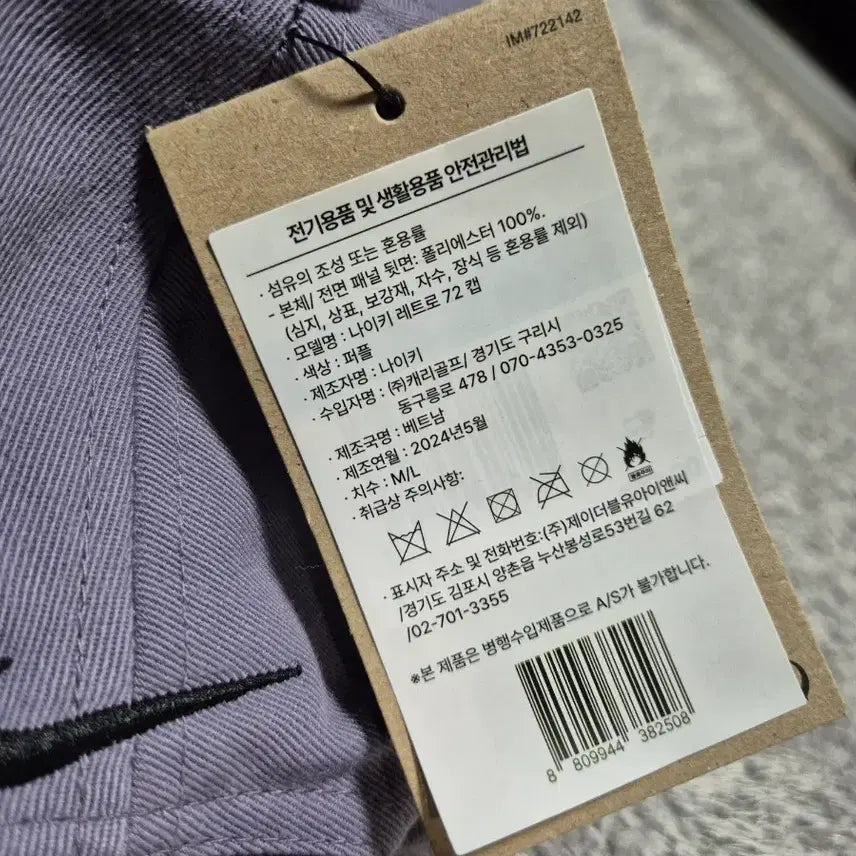 IM#722142
전기용품 및 생활용품 안전관리법
· 섬유의 조성 또는 혼용률
- 본체/ 전면 패널 뒷면: 폴리에스터 100%.
(심지, 상표, 보강재, 자수, 장식 등 혼용률 제외)
· 모델명 : 나이키 레트로 72 캡
· 색상 : 퍼플
· 제조자명 : 나이키
· 수입자명 : ㈜캐리골프/ 경기도 구리시
동구릉로 478 / 070-4353-0325
· 제조국명 : 베트남
· 제조연월 : 2024년5월
· 치수 : M/L
· 취급상 주의사항:
· 표시자 주소 및 전화번호:(주)제이더블유아이앤씨
/경기도 김포시 양촌읍 누산봉성로53번길 62
/02-701-3355
※본 제품은 병행수입제품으로 A/S가 불가합니다.
8 809944 382508